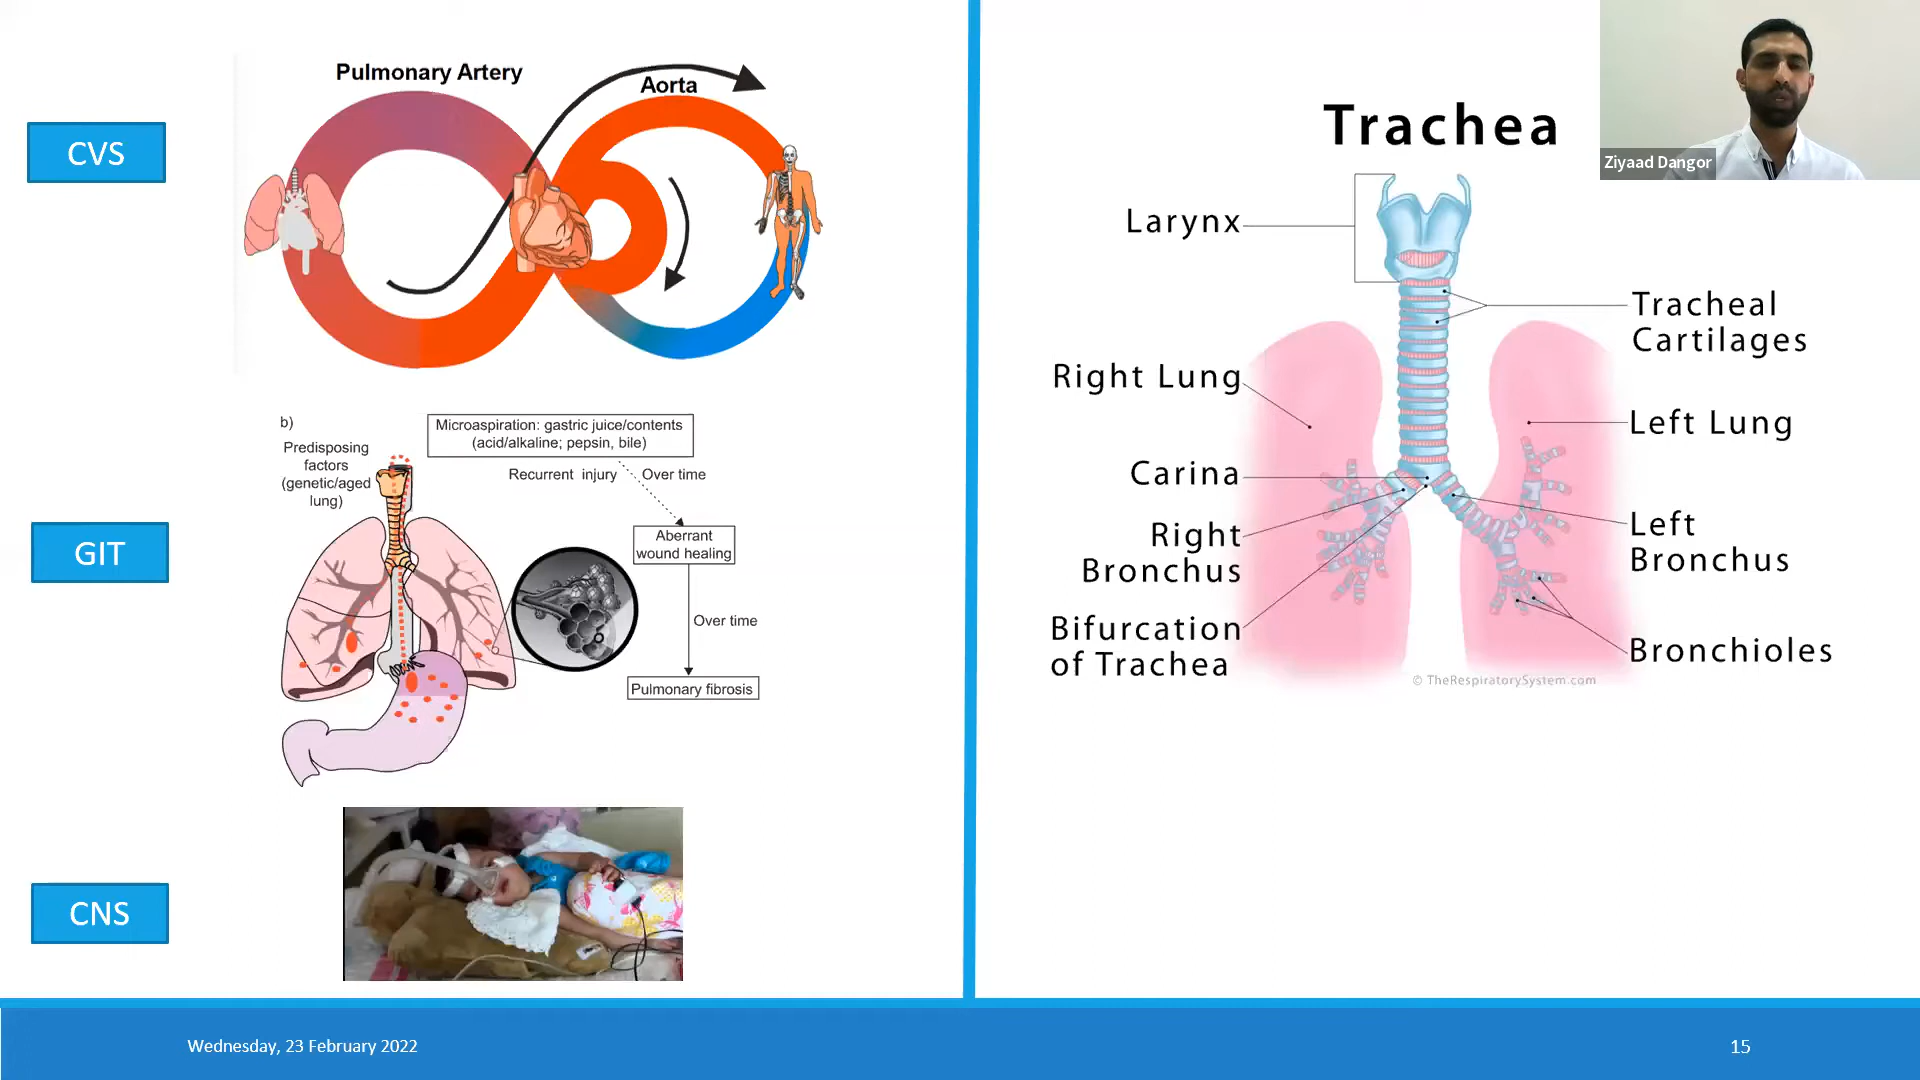 CVS
Pulmonary Artery
Aorta
GIT
b)
Predisposing
factors
(genetic/aged
lung)
Microaspiration: gastric juice/contents
(acid/alkaline; pepsin, bile)
Recurrent injury
Over time
Aberrant
wound healing
Over time
Pulmonary fibrosis
CNS
Trachea
Larynx
Tracheal
Cartilages
Right Lung
Left Lung
Carina
Right
Bronchus
Left
Bronchus
Bifurcation
of Trachea
Bronchioles
© TheRespiratorySystem.com
Ziyaad Dangor
Wednesday, 23 February 2022
15